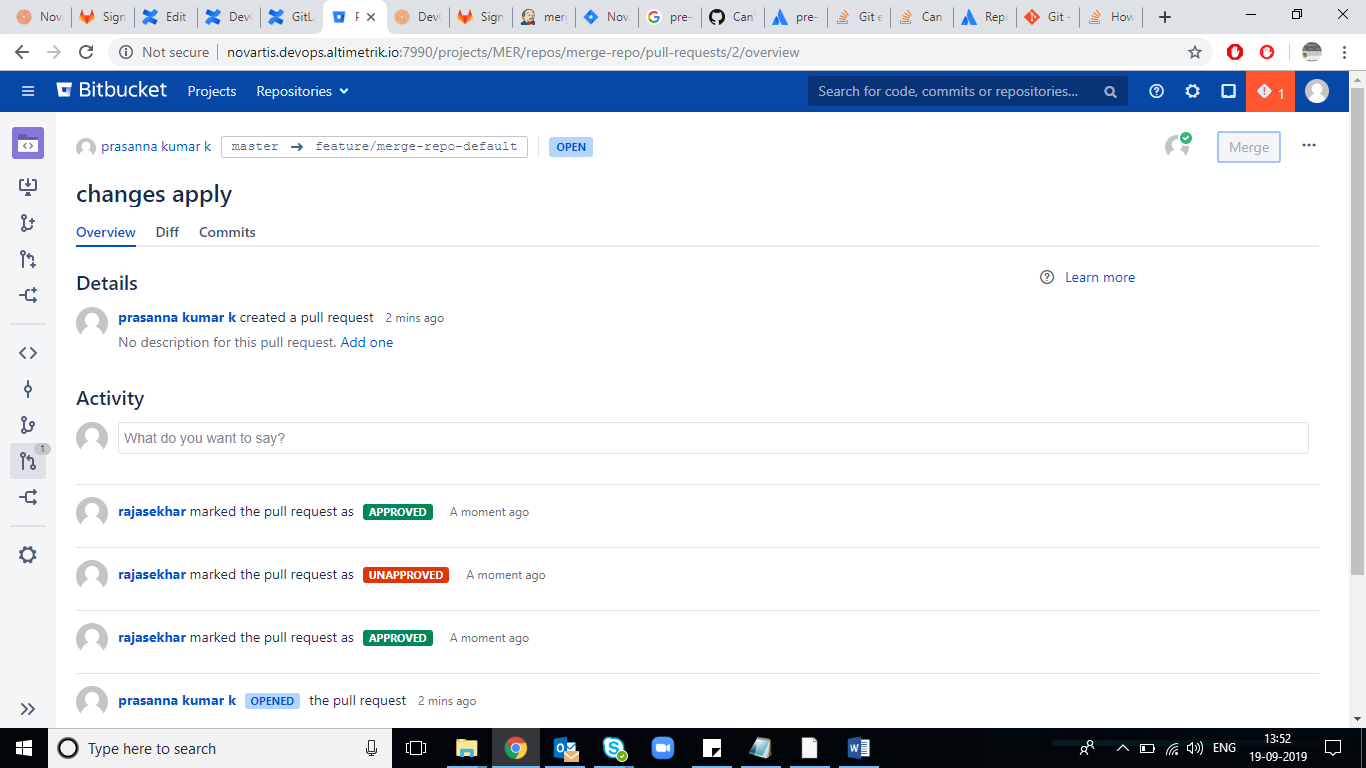 Nov
Sign
Edit
Dev
GitL
Dev
Sign
mer
Nov
pre-
Can'
pre-
Git e
Can
Repo
Git -
How
Not secure
novartis.devops.altimetrik.io:7990/projects/MER/repos/merge-repo/pull-requests/2/overview
Bitbucket Projects Repositories
Search for code, commits or repositories...
1
prasanna kumar k master → feature/merge-repo-default OPEN
Merge
changes apply
Overview Diff Commits
Details
Learn more
prasanna kumar k created a pull request 2 mins ago
No description for this pull request. Add one
Activity
What do you want to say?
1
rajasekhar marked the pull request as APPROVED A moment ago
rajasekhar marked the pull request as UNAPPROVED A moment ago
rajasekhar marked the pull request as APPROVED A moment ago
prasanna kumar k OPENED the pull request 2 mins ago
Type here to search
ENG
13:52
19-09-2019